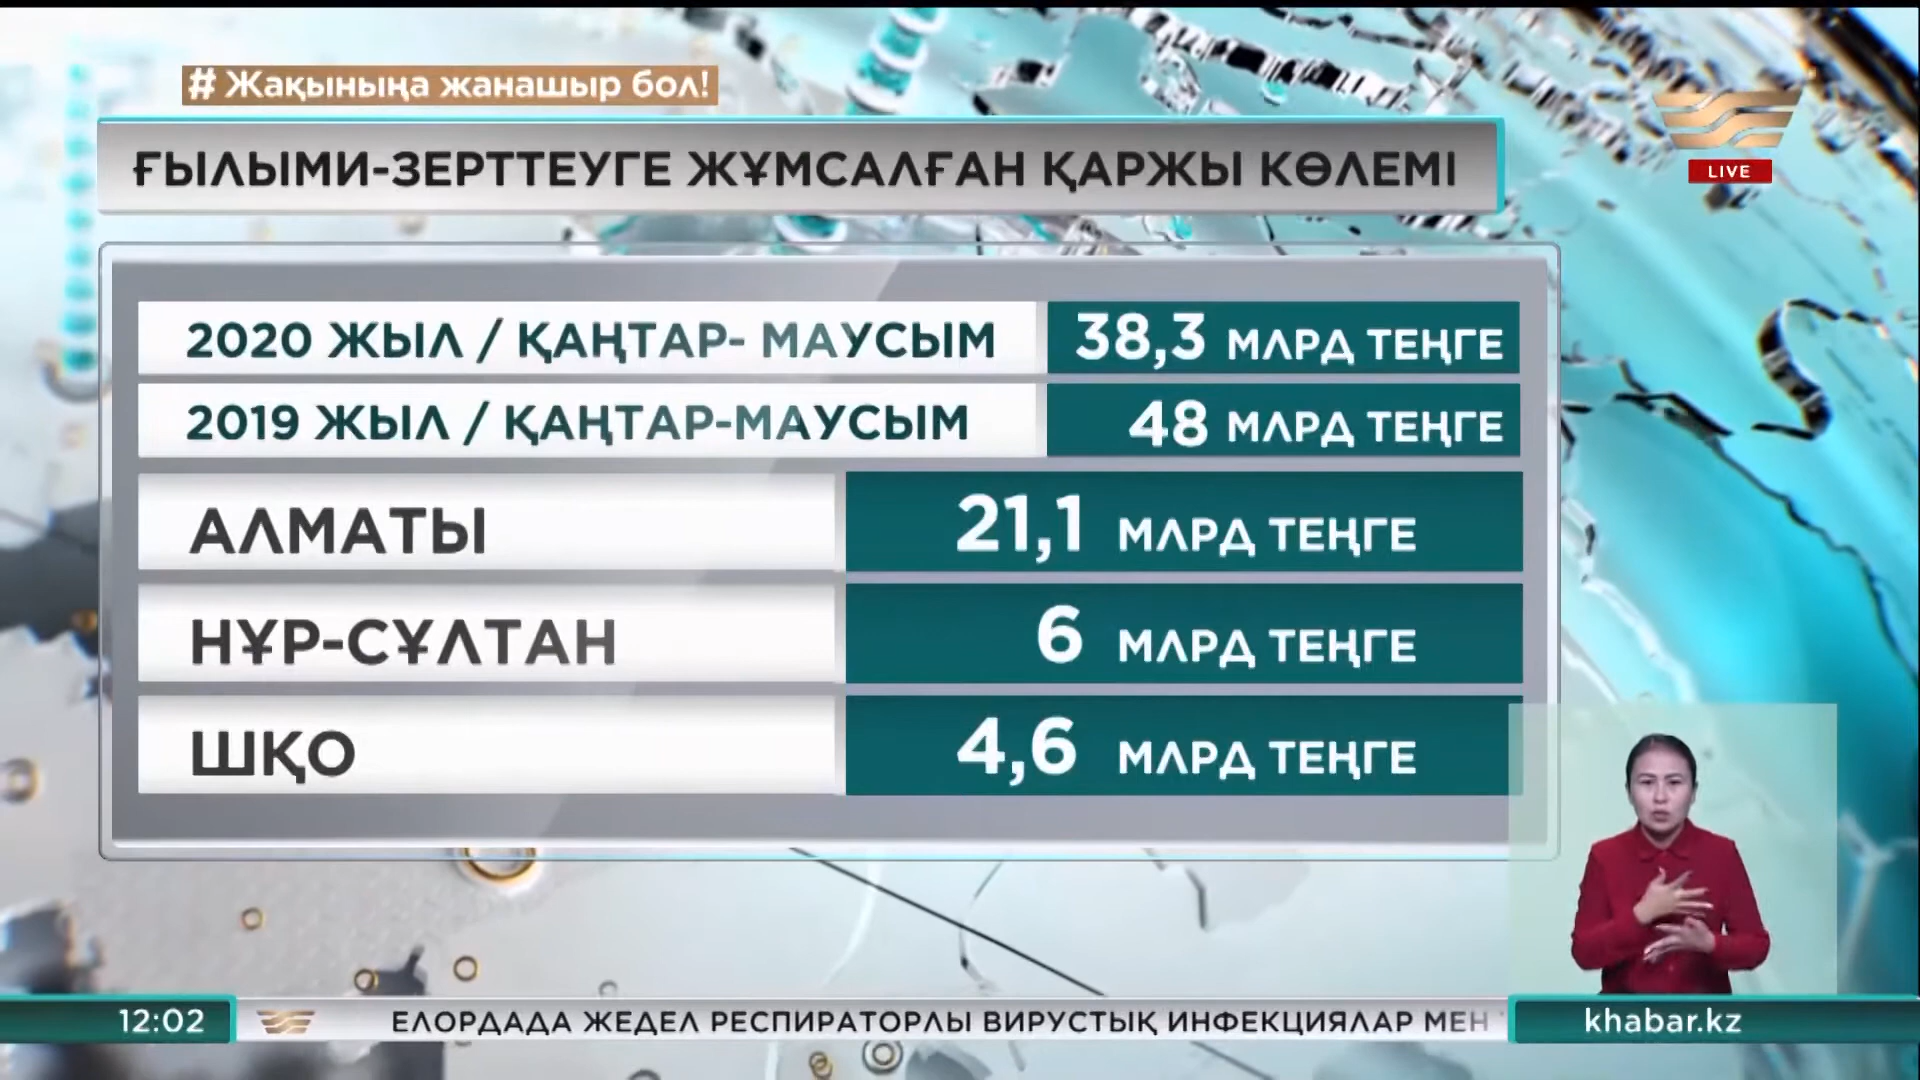 # Жақыныңа жанашыр бол!
LIVE
ҒЫЛЫМИ-ЗЕРТТЕУГЕ ЖҰМСАЛҒАН ҚАРЖЫ КӨЛЕМІ
2020 ЖЫЛ / ҚАҢТАР- МАУСЫМ 38,3 МЛРД ТЕҢГЕ
2019 ЖЫЛ / ҚАҢТАР-МАУСЫМ 48 МЛРД ТЕҢГЕ
АЛМАТЫ 21,1 МЛРД ТЕҢГЕ
НҰР-СҰЛТАН 6 МЛРД ТЕҢГЕ
ШҚО 4,6 МЛРД ТЕҢГЕ
12:02 ЕЛОРДАДА ЖЕДЕЛ РЕСПИРАТОРЛЫ ВИРУСТЫҚ ИНФЕКЦИЯЛАР МЕН khabar.kz